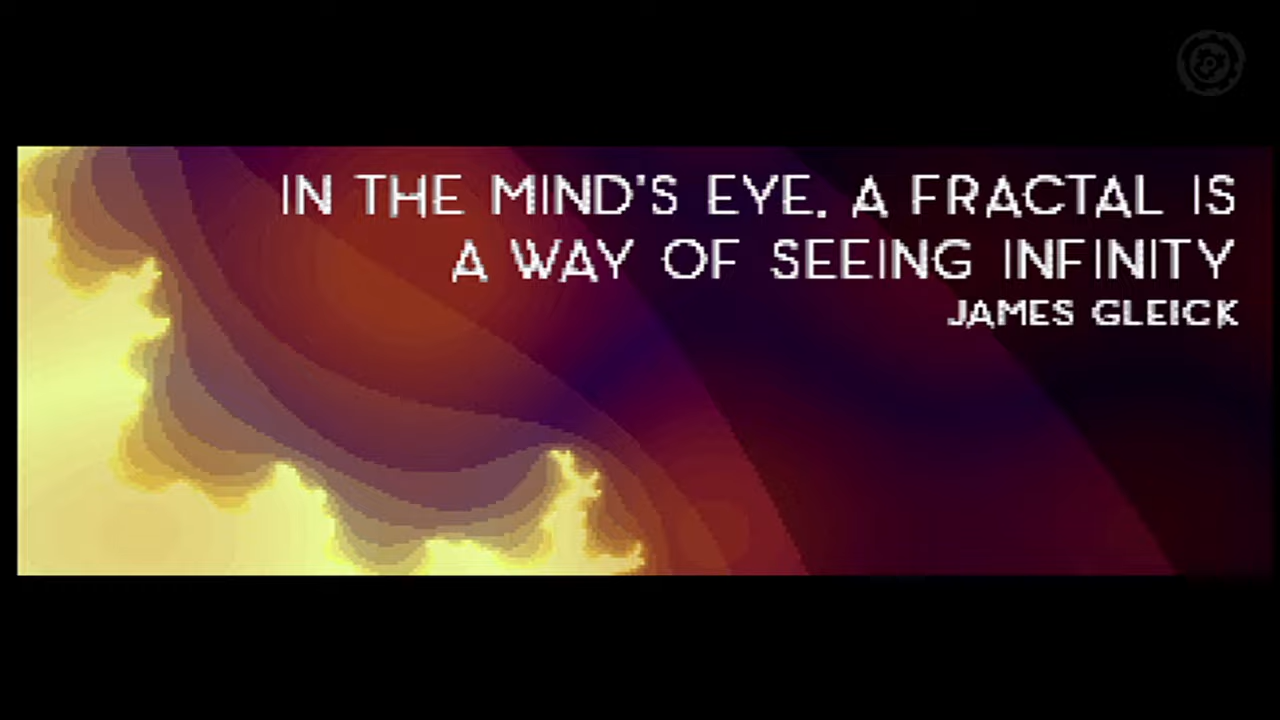 IN THE MIND'S EYE, A FRACTAL IS
A WAY OF SEEING INFINITY
JAMES GLEICK